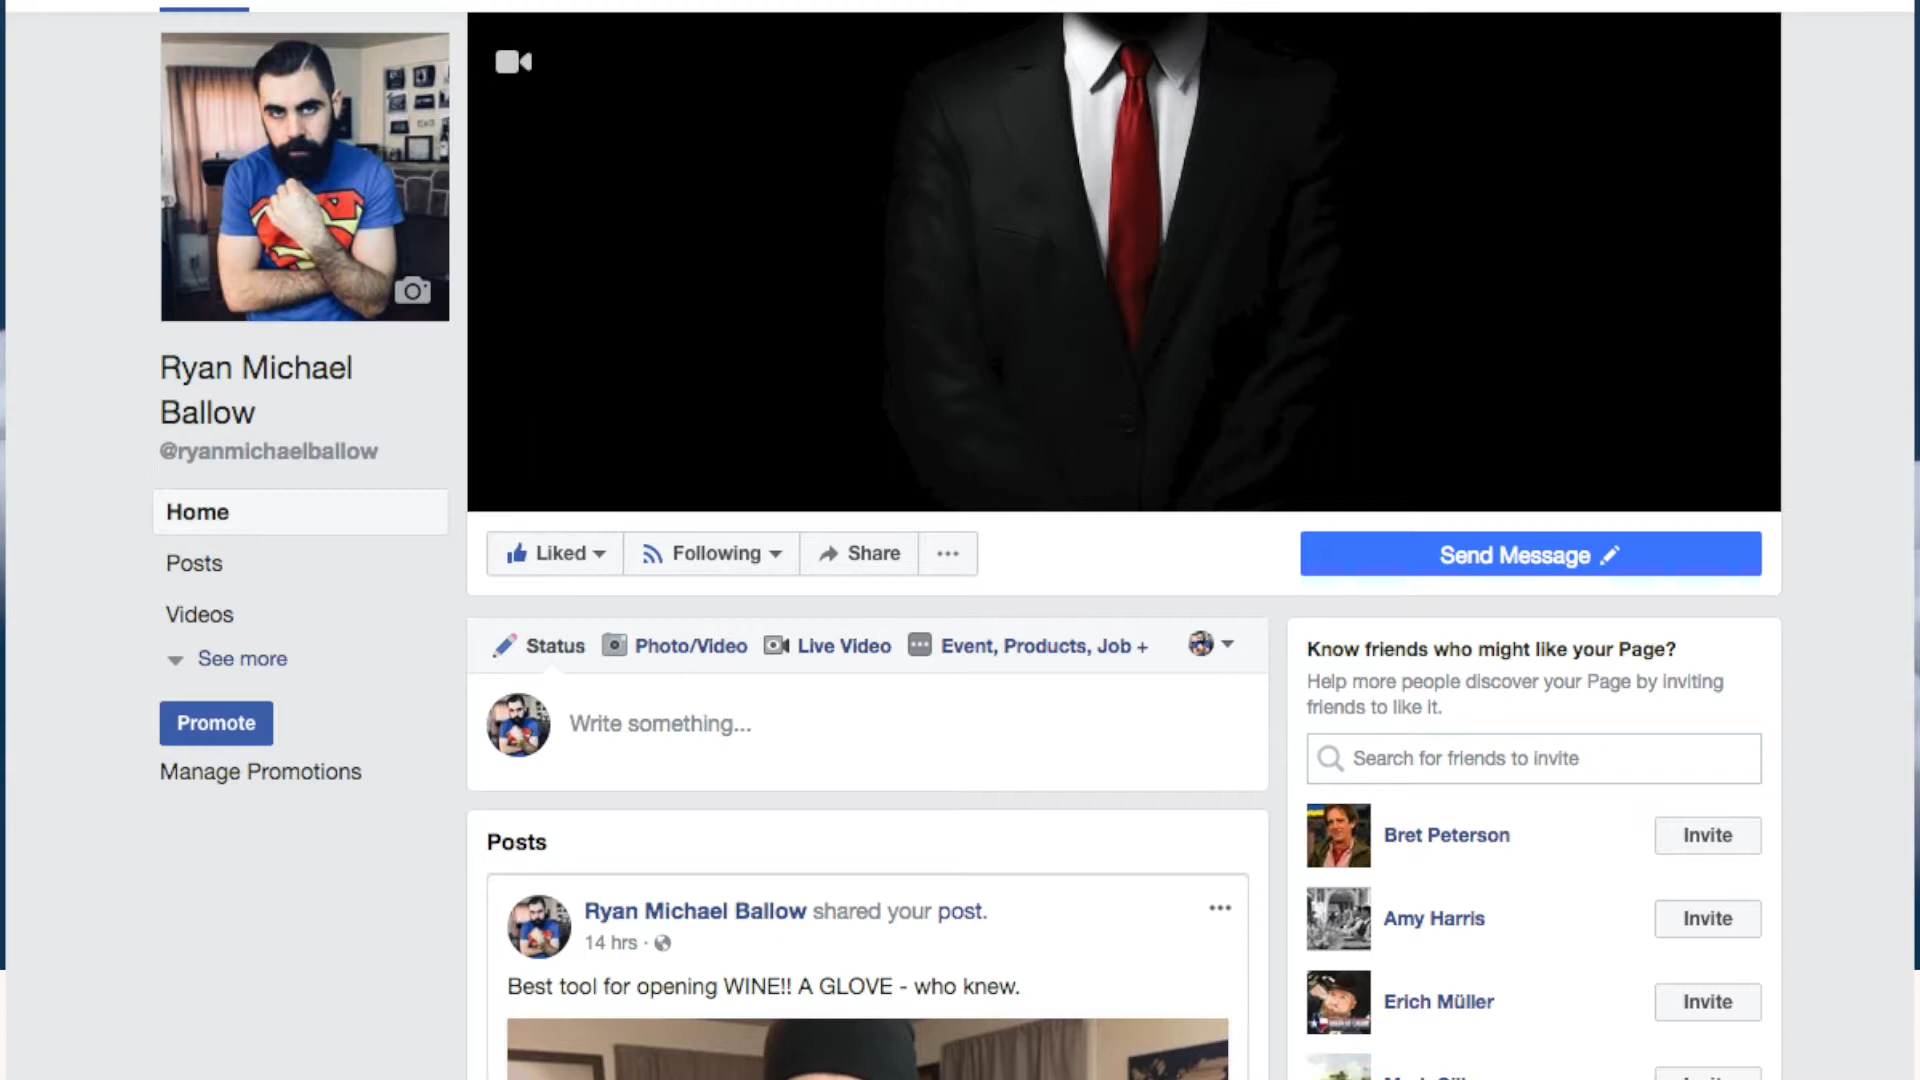 Ryan Michael
Ballow
@ryanmichaelballow
Home
Posts
Videos
See more
Promote
Manage Promotions
Liked
Following
Share
Send Message
Status
Photo/Video
Live Video
Event, Products, Job +
Write something...
Posts
Ryan Michael Ballow shared your post.
14 hrs ·
Best tool for opening WINE!! A GLOVE - who knew.
Know friends who might like your Page?
Help more people discover your Page by inviting
friends to like it.
Search for friends to invite
Bret Peterson
Invite
Amy Harris
Invite
Erich Müller
Invite